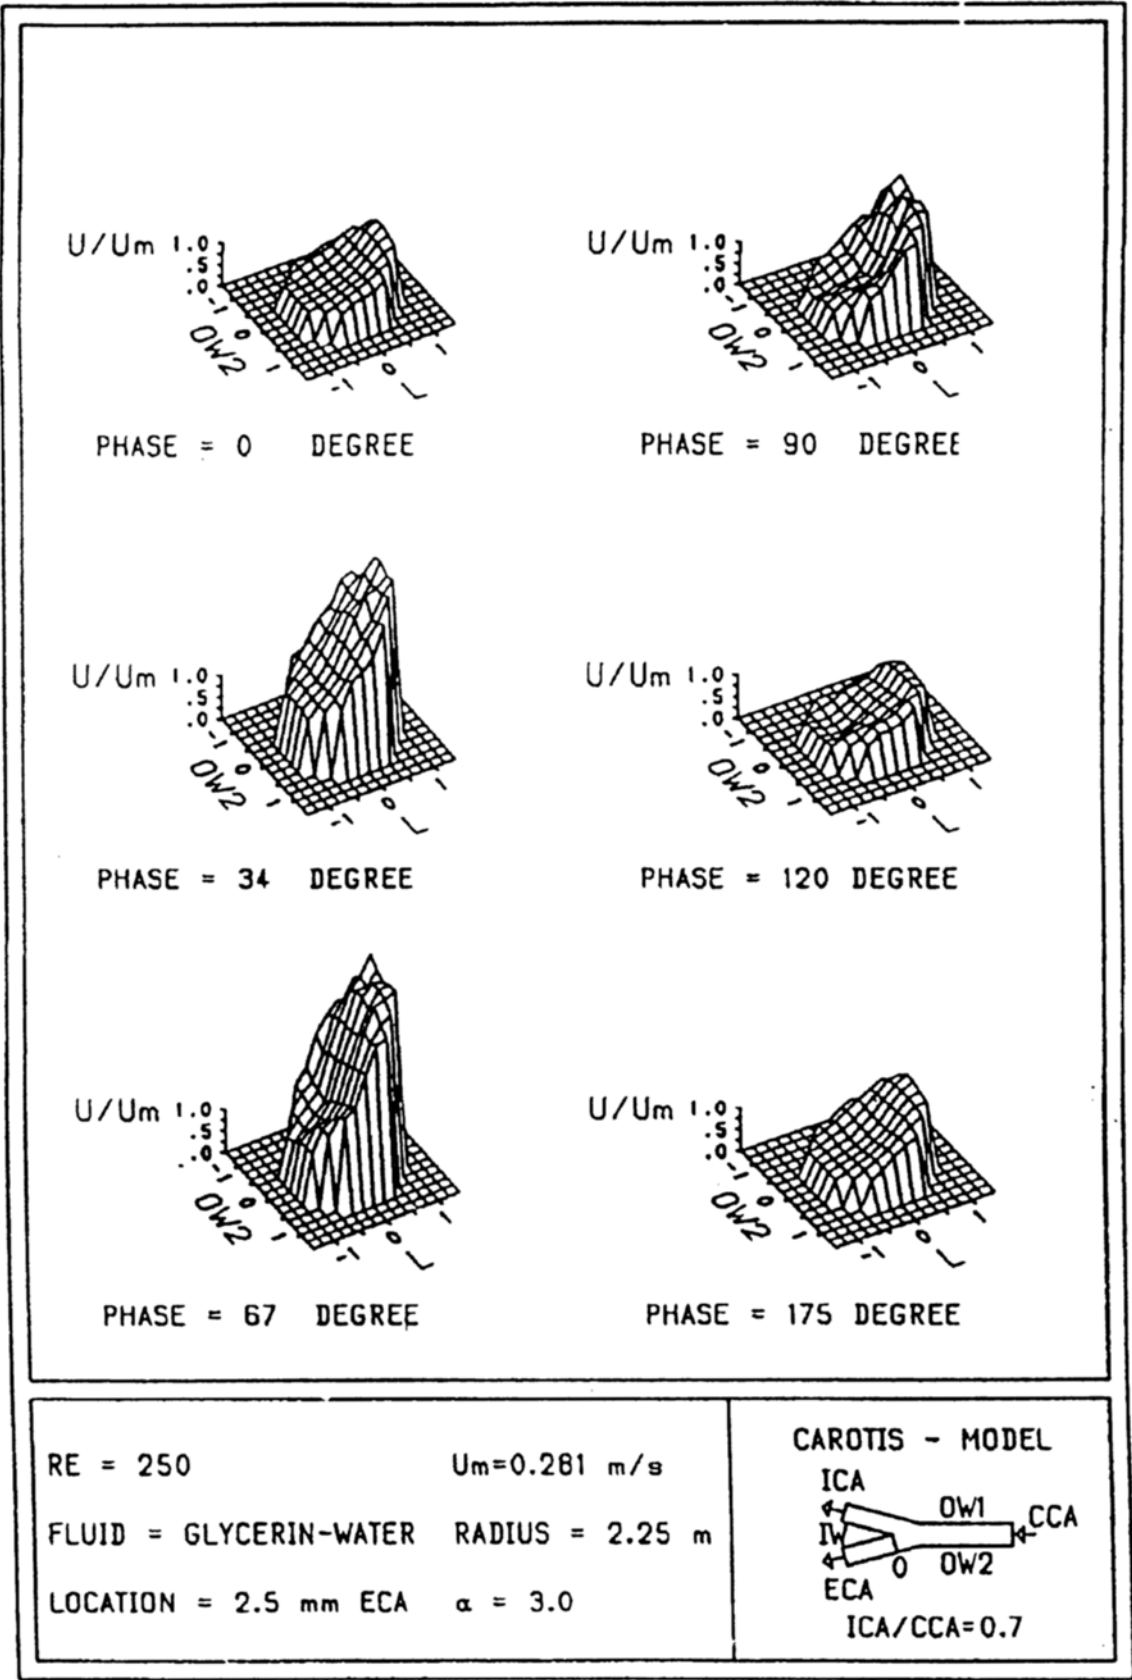 U/Um 1.0
.5
.0
-1
0
1
OW2
-1
0
1
L
PHASE = 0 DEGREE
U/Um 1.0
.5
.0
-1
0
1
OW2
-1
0
1
L
PHASE = 90 DEGREE
U/Um 1.0
.5
.0
-1
0
1
OW2
-1
0
1
L
PHASE = 34 DEGREE
U/Um 1.0
.5
.0
-1
0
1
OW2
-1
0
1
L
PHASE = 120 DEGREE
U/Um 1.0
.5
.0
-1
0
1
OW2
-1
0
1
L
PHASE = 67 DEGREE
U/Um 1.0
.5
.0
-1
0
1
OW2
-1
0
1
L
PHASE = 175 DEGREE
RE = 250 Um=0.281 m/s
FLUID = GLYCERIN-WATER RADIUS = 2.25 m
LOCATION = 2.5 mm ECA α = 3.0
CAROTIS - MODEL
ICA
OW1
CCA
IW
O OW2
ECA
ICA/CCA=0.7